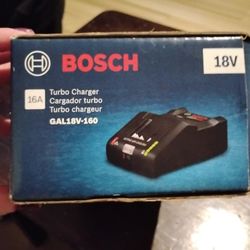 BOSCH
18V
16A
Turbo Charger
Cargador turbo
Turbo chargeur
GAL18V-160